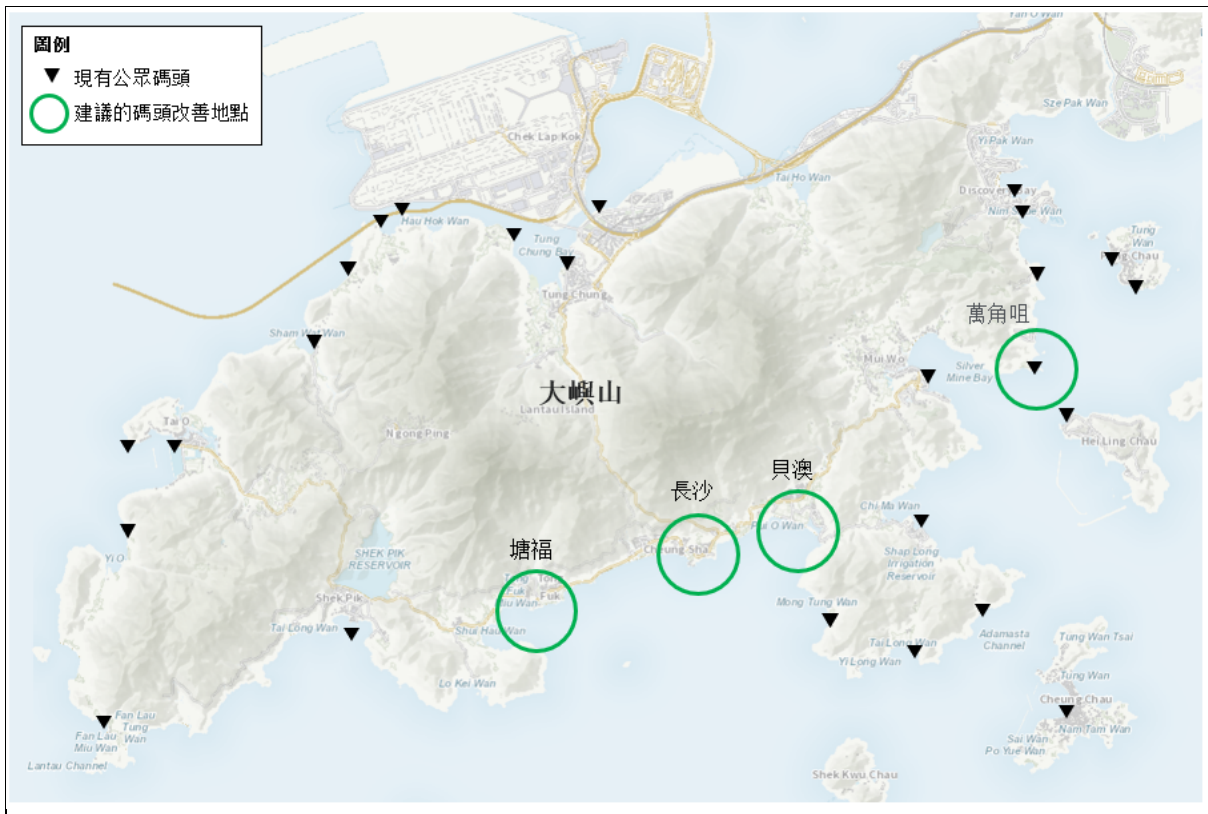 圖例
現有公眾碼頭
建議的碼頭改善地點
Yan O Wan
Sze Pak Wan
Chek Lap Kok
Yi Pak Wan
Tai Ho Wan
Discovery Bay
Hau Hok Wan
Tung
Chung Bay
Tung
Wan
Tung Chung
萬角咀
Sham Wat Wan
Mui Wo
Silver
Mine Bay
大嶼山
Lantau Island
Tai O
Ngong Ping
Hei Ling Chau
貝澳
長沙
Chi Ma Wan
Pui O Wan
塘福
Cheung Sha
Yi O
SHEK PIK
RESERVOIR
Shap Long
Irrigation
Reservoir
Tong
Fuk
Miu Wan
Tong
Fuk
Shek Pik
Mong Tung Wan
Tai Long Wan
Shui Hau Wan
Adamasta
Channel
Tung Wan Tsai
Tai Long Wan
Yi Long Wan
Lo Kei Wan
Tung Wan
Cheung Chau
Fan Lau
Tung
Wan
Fan Lau
Miu Wan
Nam Tam Wan
Sai Wan
Po Yue Wan
Lantau Channel
Shek Kwu Chau